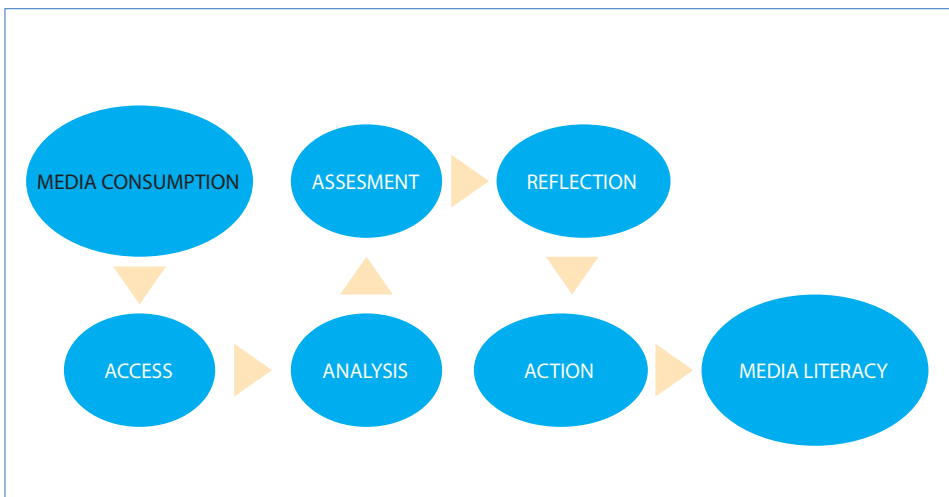 MEDIA CONSUMPTION
ACCESS
ANALYSIS
ASSESMENT
REFLECTION
ACTION
MEDIA LITERACY